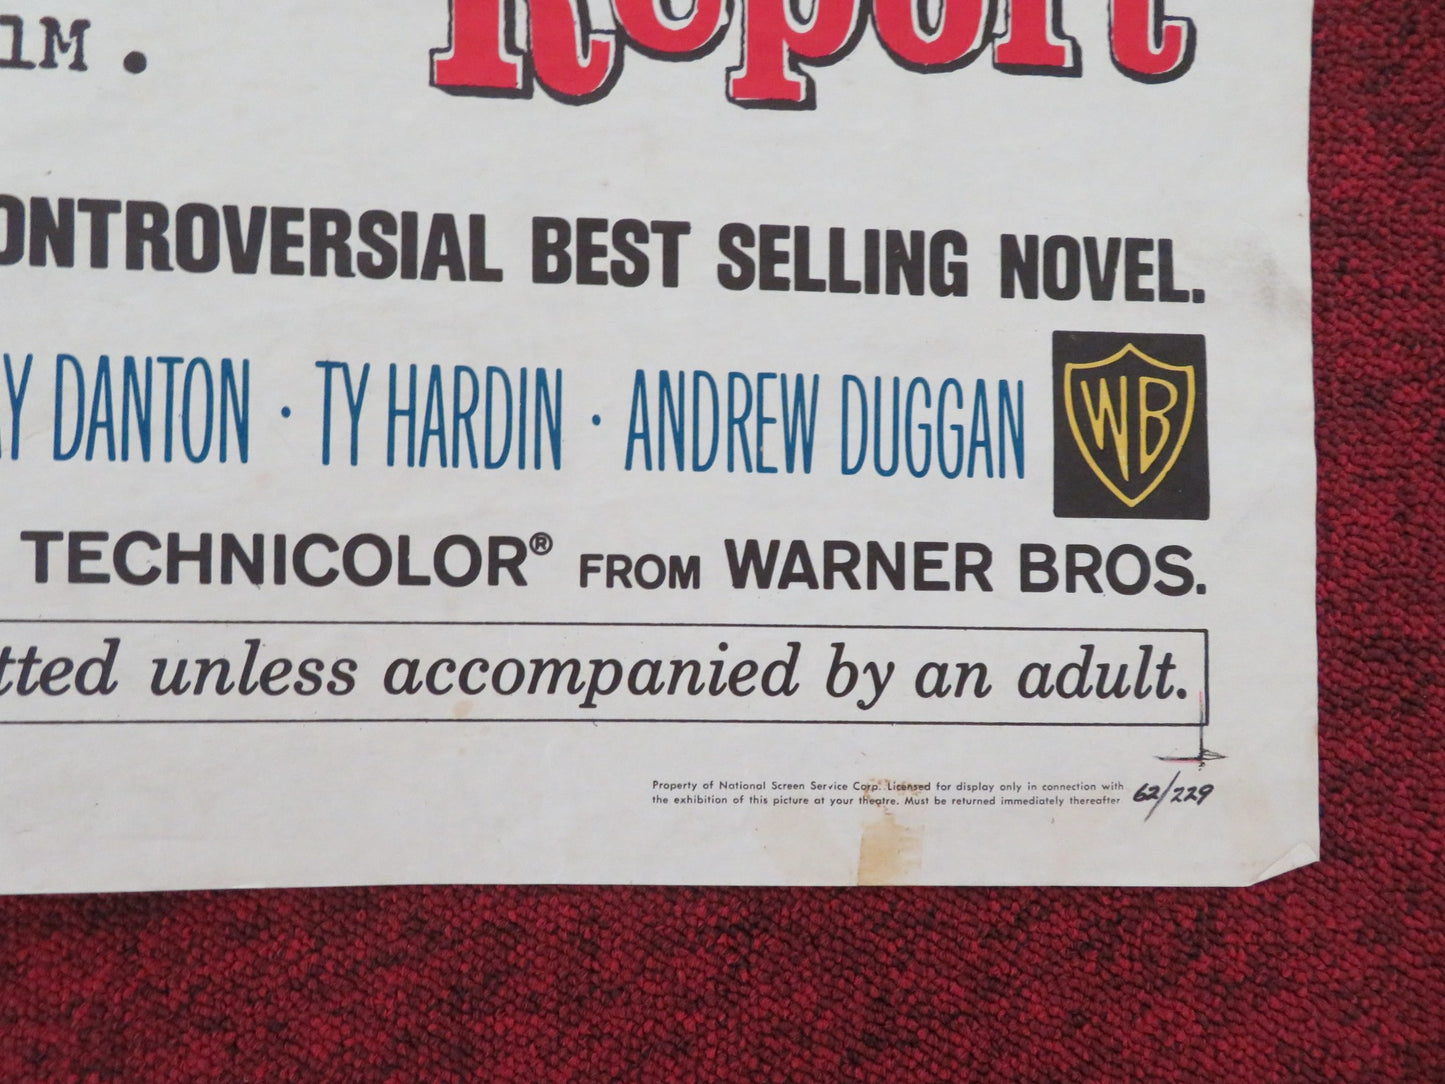 1M.
Report
ONTROVERSIAL BEST SELLING NOVEL.
AY DANTON · TY HARDIN · ANDREW DUGGAN
WB
TECHNICOLOR® FROM WARNER BROS.
tted unless accompanied by an adult.
Property of National Screen Service Corp. Licensed for display only in connection with
the exhibition of this picture at your theatre. Must be returned immediately thereafter
62/229